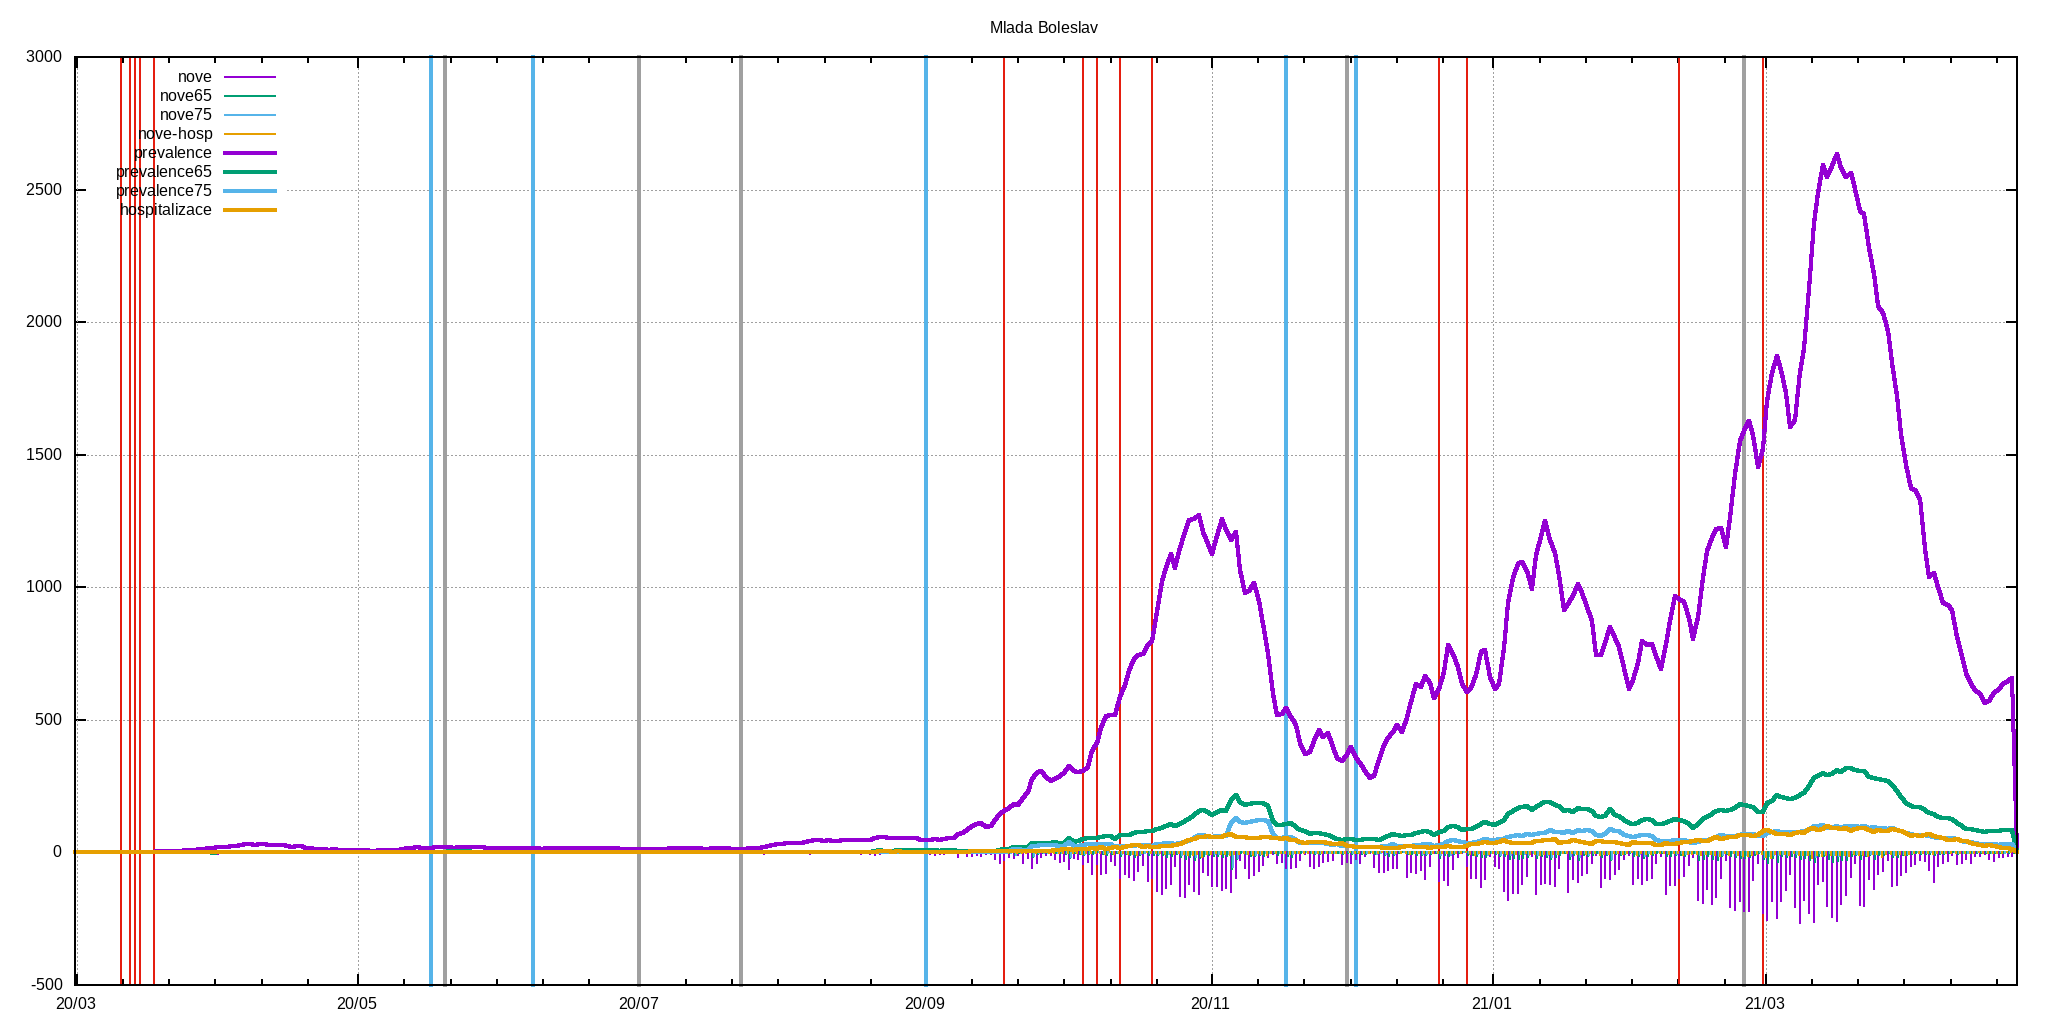 Mlada Boleslav
3000
2500
2000
1500
1000
500
0
-500
nove
nove65
nove75
nove-hosp
prevalence
prevalence65
prevalence75
hospitalizace
20/03 20/05 20/07 20/09 20/11 21/01 21/03